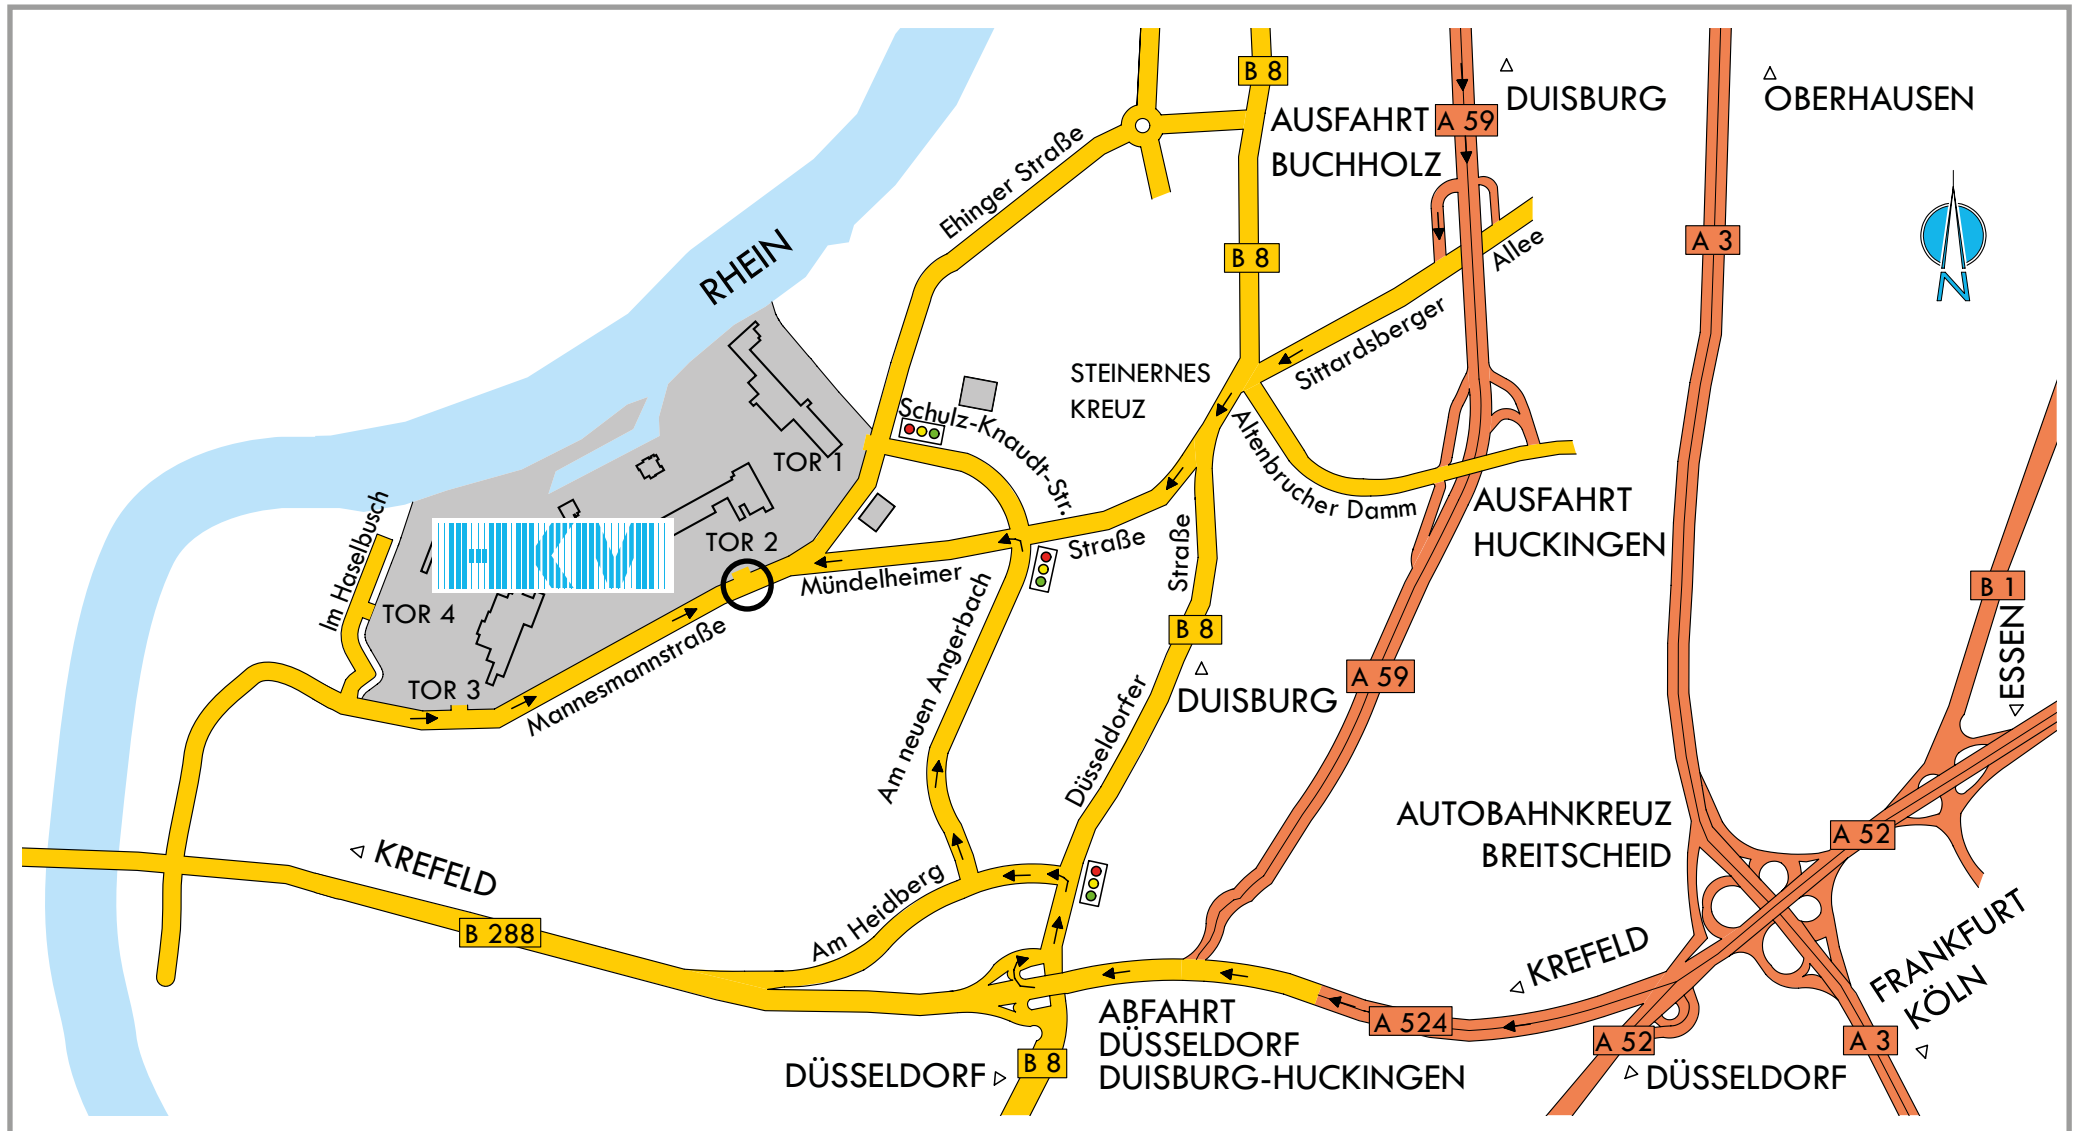 B 8
DUISBURG
OBERHAUSEN
AUSFAHRT
BUCHHOLZ
A 59
Ehinger Straße
RHEIN
B 8
A 3
Allee
N
Sittardsberger
STEINERNES
KREUZ
Schulz-Knaudt-Str.
TOR 1
Altenbrucher Damm
AUSFAHRT
HUCKINGEN
Im Haselbusch
HKM
TOR 2
Straße
Mündelheimer
Straße
TOR 4
B 1
ESSEN
B 8
DUISBURG
A 59
TOR 3
Mannesmannstraße
Am neuen Angerbach
Düsseldorfer
AUTOBAHNKREUZ
BREITSCHEID
A 52
KREFELD
B 288
Am Heidberg
KREFELD
FRANKFURT
KÖLN
ABFAHRT
DÜSSELDORF
DUISBURG-HUCKINGEN
A 524
A 52
A 3
DÜSSELDORF
B 8
DÜSSELDORF